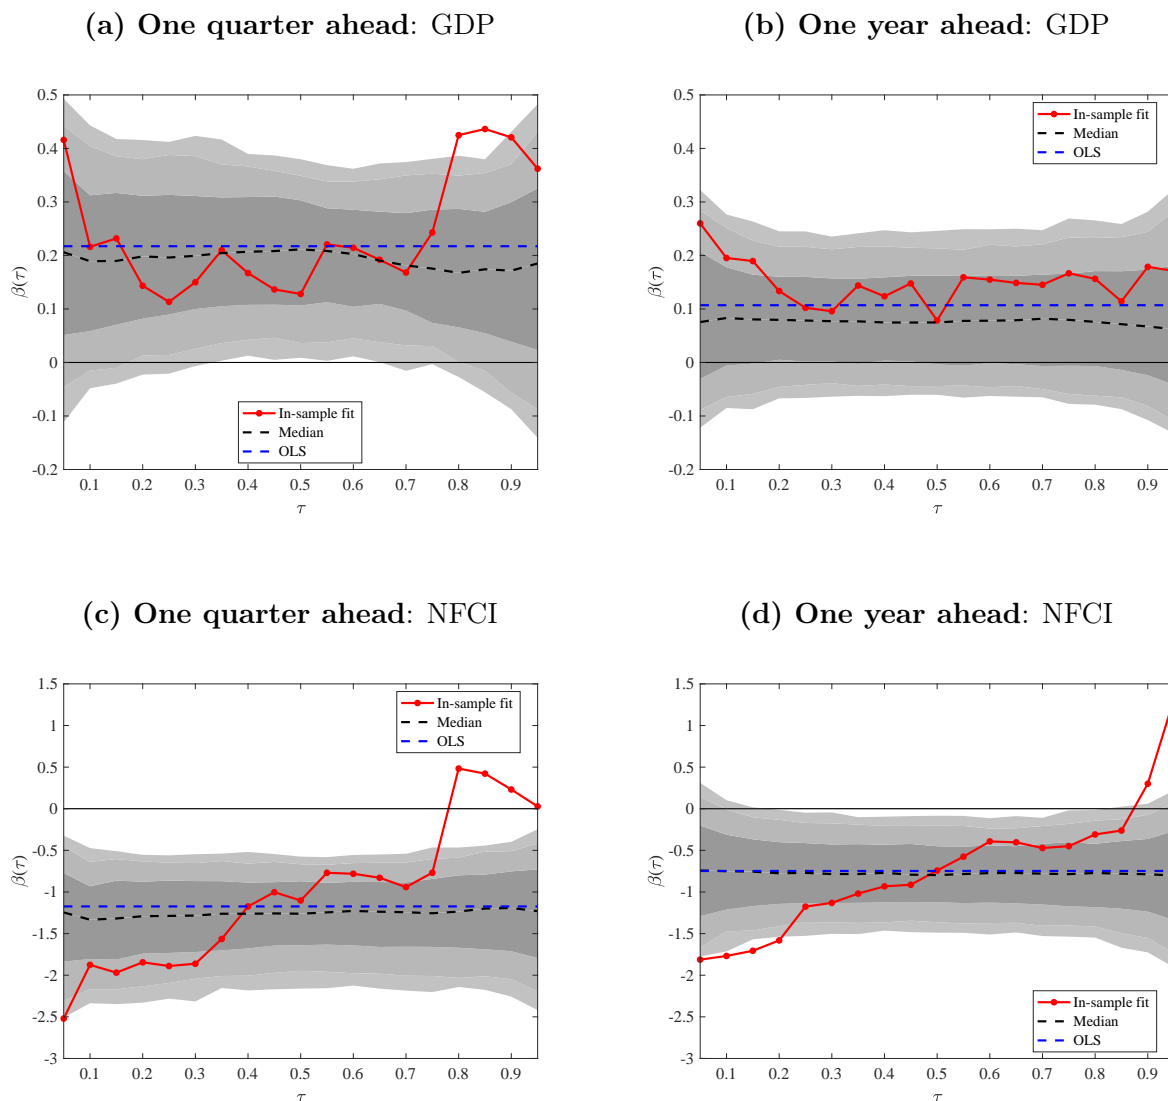 (a) One quarter ahead: GDP
0.5
0.4
0.3
0.2
0.1
0
-0.1
-0.2
β(τ)
In-sample fit
Median
OLS
0.1 0.2 0.3 0.4 0.5 0.6 0.7 0.8 0.9
τ
(b) One year ahead: GDP
0.5
0.4
0.3
0.2
0.1
0
-0.1
-0.2
β(τ)
In-sample fit
Median
OLS
0.1 0.2 0.3 0.4 0.5 0.6 0.7 0.8 0.9
τ
(c) One quarter ahead: NFCI
1.5
1
0.5
0
-0.5
-1
-1.5
-2
-2.5
-3
β(τ)
In-sample fit
Median
OLS
0.1 0.2 0.3 0.4 0.5 0.6 0.7 0.8 0.9
τ
(d) One year ahead: NFCI
1.5
1
0.5
0
-0.5
-1
-1.5
-2
-2.5
-3
β(τ)
In-sample fit
Median
OLS
0.1 0.2 0.3 0.4 0.5 0.6 0.7 0.8 0.9
τ